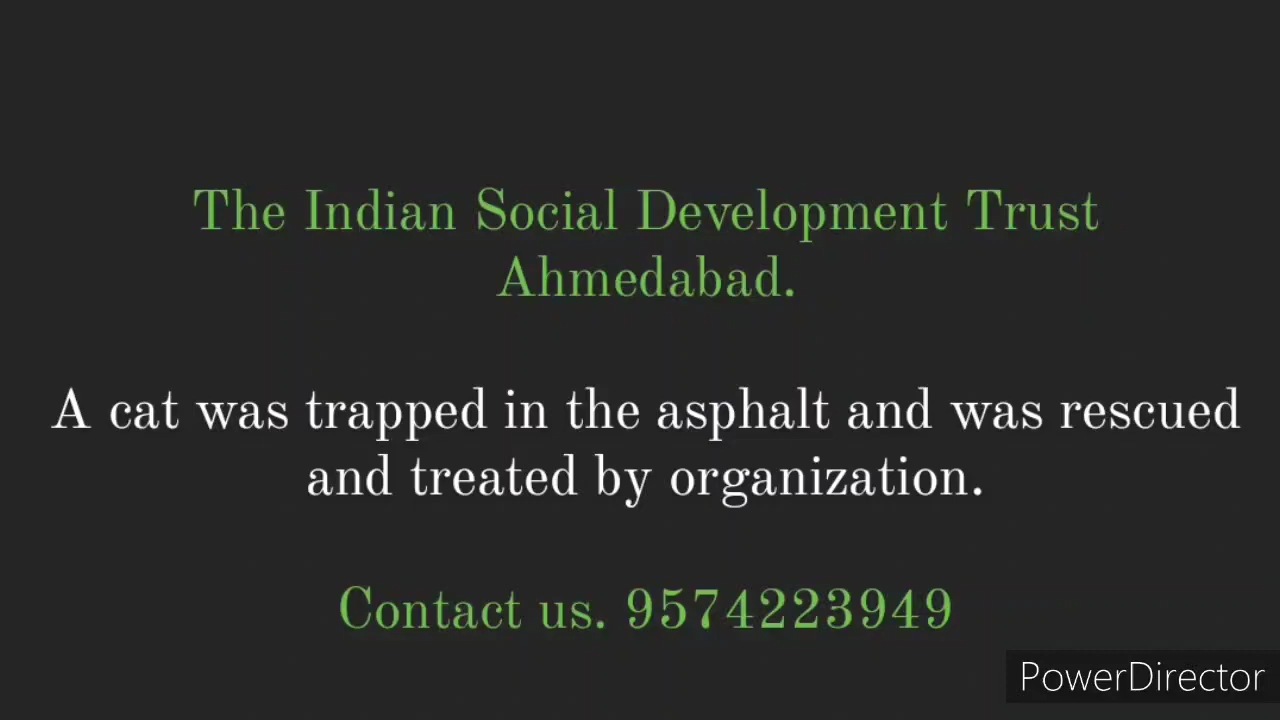 The Indian Social Development Trust
Ahmedabad.
A cat was trapped in the asphalt and was rescued
and treated by organization.
Contact us. 9574223949
PowerDirector